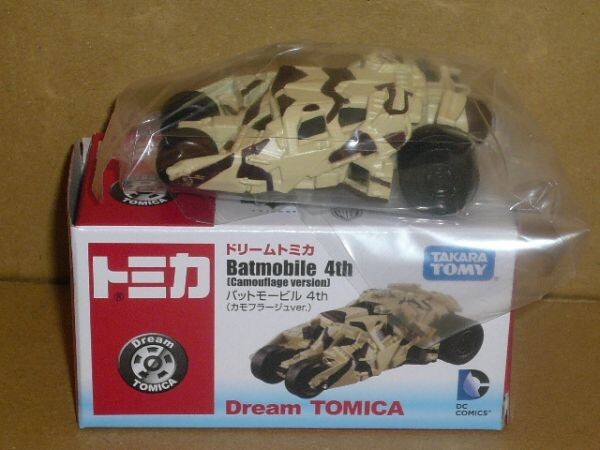 TOMICA
トミカ
®
Dream
TOMICA
ドリームトミカ
Batmobile 4th
(Camouflage version)
バットモービル 4th
(カモフラージュver.)
TAKARA
TOMY
Dream TOMICA
DC
COMICS™